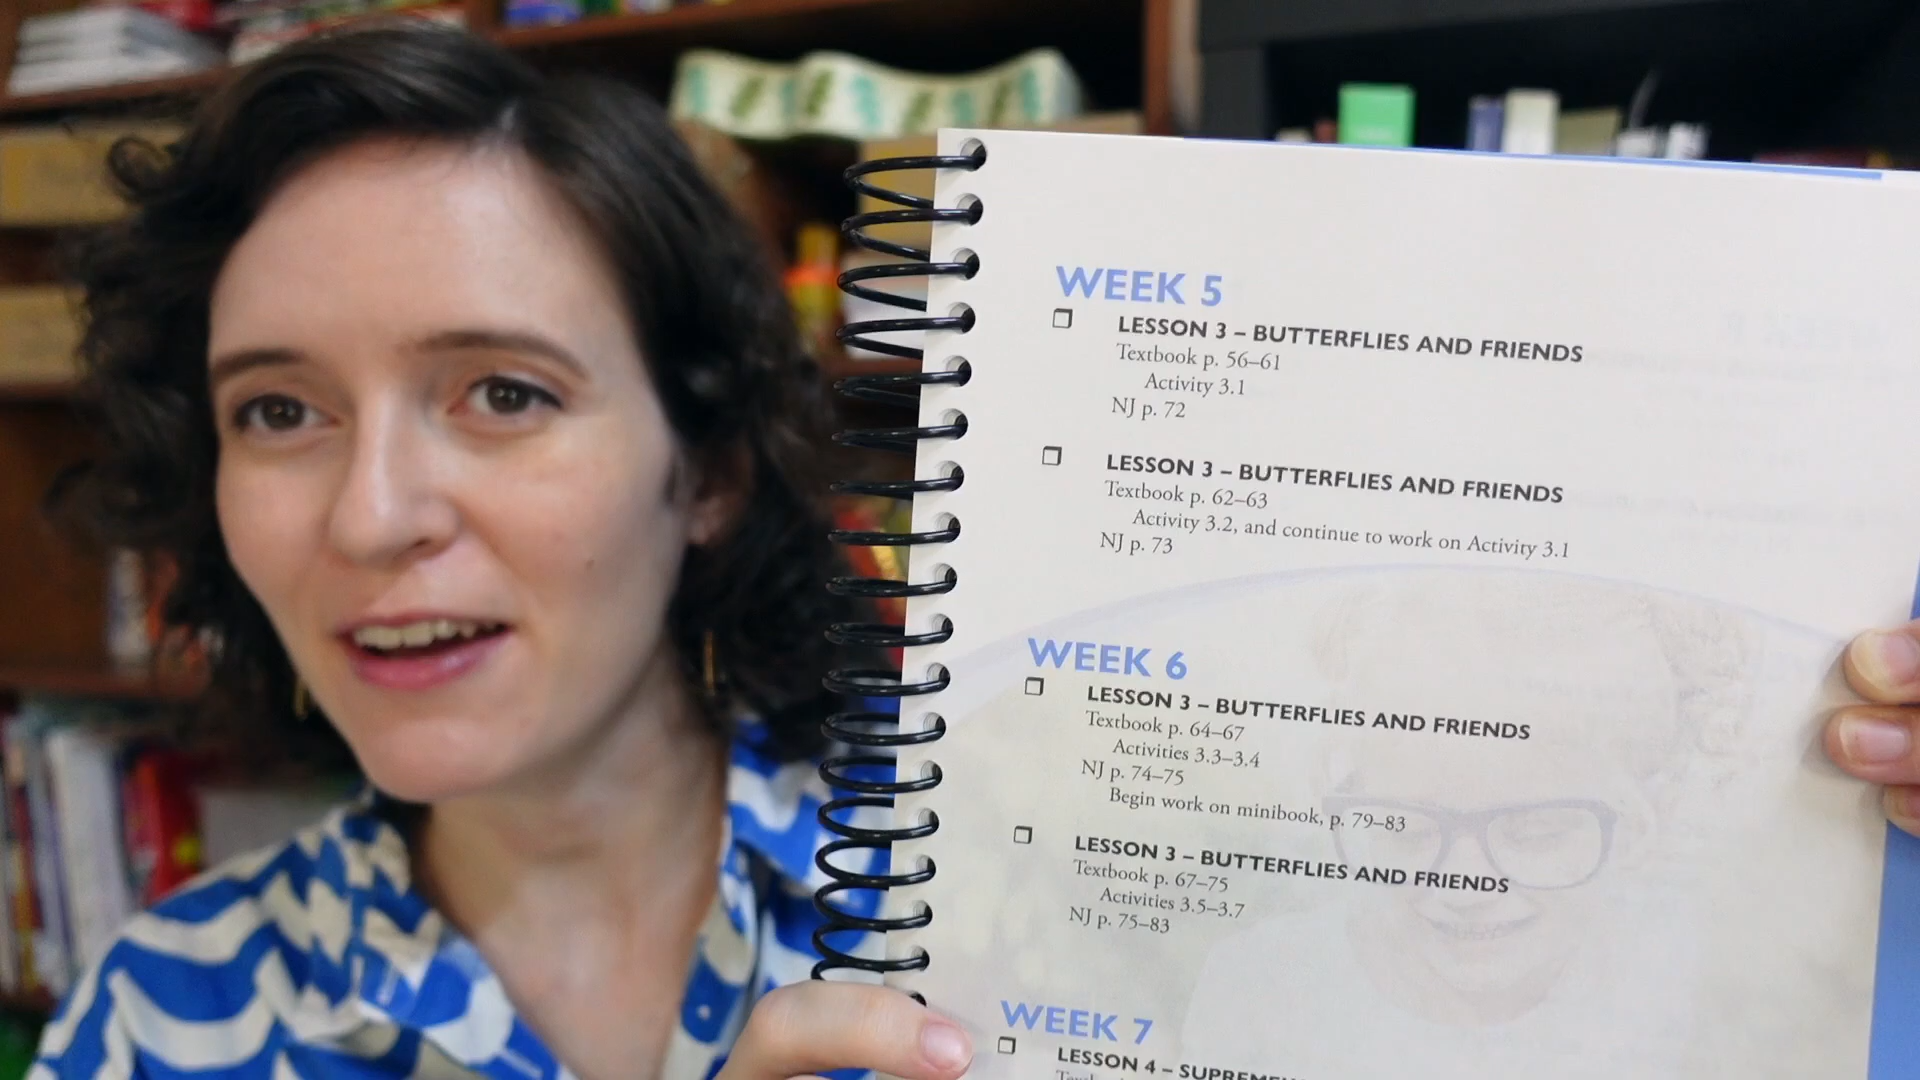 WEEK 5
LESSON 3 – BUTTERFLIES AND FRIENDS
Textbook p. 56–61
Activity 3.1
NJ p. 72
LESSON 3 – BUTTERFLIES AND FRIENDS
Textbook p. 62–63
Activity 3.2, and continue to work on Activity 3.1
NJ p. 73
WEEK 6
LESSON 3 – BUTTERFLIES AND FRIENDS
Textbook p. 64–67
Activities 3.3–3.4
NJ p. 74–75
Begin work on minibook, p. 79–83
LESSON 3 – BUTTERFLIES AND FRIENDS
Textbook p. 67–75
Activities 3.5–3.7
NJ p. 75–83
WEEK 7
LESSON 4 –